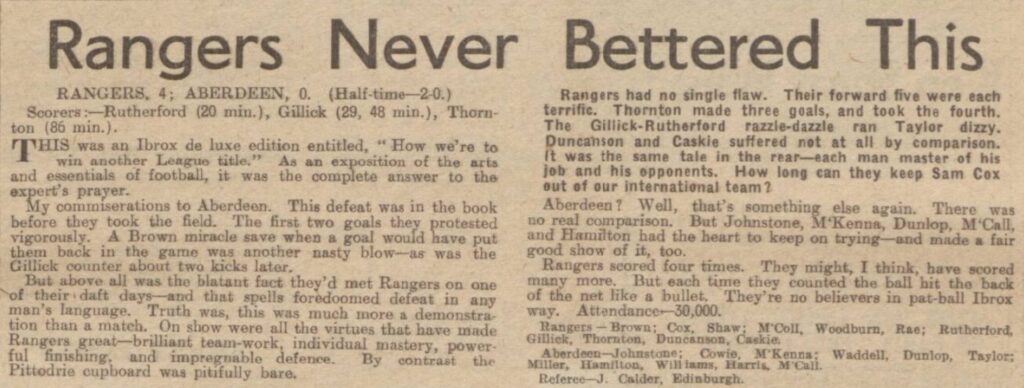 Rangers Never Bettered This
RANGERS, 4; ABERDEEN, 0. (Half-time—2-0.)
Scorers:—Rutherford (20 min.), Gillick (29, 48 min.), Thorn-
ton (86 min.).
THIS was an Ibrox de luxe edition entitled, “How we're to
win another League title.” As an exposition of the arts
and essentials of football, it was the complete answer to the
expert's prayer.
My commiserations to Aberdeen. This defeat was in the book
before they took the field. The first two goals they protested
vigorously. A Brown miracle save when a goal would have put
them back in the game was another nasty blow—as was the
Gillick counter about two kicks later.
But above all was the blatant fact they'd met Rangers on one
of their daft days—and that spells foredoomed defeat in any
man's language. Truth was, this was much more a demonstra-
tion than a match. On show were all the virtues that have made
Rangers great—brilliant team-work, individual mastery, power-
ful finishing, and impregnable defence. By contrast the
Pittodrie cupboard was pitifully bare.
Rangers had no single flaw. Their forward five were each
terrific. Thornton made three goals, and took the fourth.
The Gillick-Rutherford razzle-dazzle ran Taylor dizzy.
Duncanson and Caskie suffered not at all by comparison.
It was the same tale in the rear—each man master of his
job and his opponents. How long can they keep Sam Cox
out of our international team?
Aberdeen? Well, that's something else again. There was
no real comparison. But Johnstone, M'Kenna, Dunlop, M'Call,
and Hamilton had the heart to keep on trying—and made a fair
good show of it, too.
Rangers scored four times. They might, I think, have scored
many more. But each time they counted the ball hit the back
of the net like a bullet. They're no believers in pat-ball Ibrox
way. Attendance—30,000.
Rangers—Brown; Cox, Shaw; M'Coll, Woodburn, Rae; Rutherford,
Gillick, Thornton, Duncanson, Caskie.
Aberdeen—Johnstone; Cowie, M'Kenna; Waddell, Dunlop, Taylor;
Miller, Hamilton, Williams, Harris, M'Call.
Referee—J. Calder, Edinburgh.